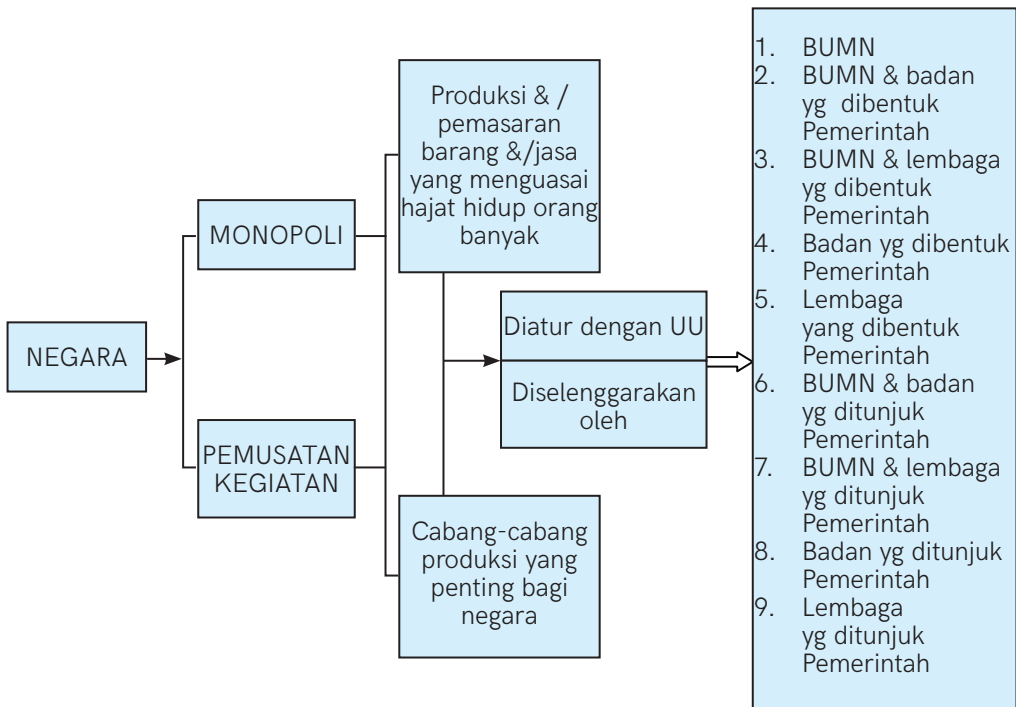 NEGARA
MONOPOLI
PEMUSATAN
KEGIATAN
Produksi & /
pemasaran
barang &/jasa
yang menguasai
hajat hidup orang
banyak
Cabang-cabang
produksi yang
penting bagi
negara
Diatur dengan UU
Diselenggarakan
oleh
1. BUMN
2. BUMN & badan
yg dibentuk
Pemerintah
3. BUMN & lembaga
yg dibentuk
Pemerintah
4. Badan yg dibentuk
Pemerintah
5. Lembaga
yang dibentuk
Pemerintah
6. BUMN & badan
yg ditunjuk
Pemerintah
7. BUMN & lembaga
yg ditunjuk
Pemerintah
8. Badan yg ditunjuk
Pemerintah
9. Lembaga
yg ditunjuk
Pemerintah